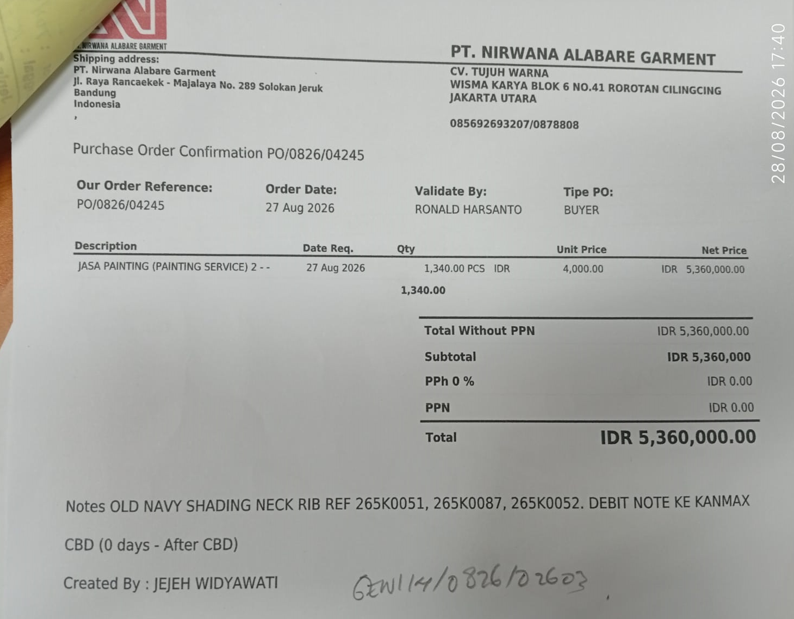 NIRWANA ALABARE GARMENT
Shipping address:
PT. Nirwana Alabare Garment
Jl. Raya Rancaekek - Majalaya No. 289 Solokan Jeruk
Bandung
Indonesia
,
PT. NIRWANA ALABARE GARMENT
CV. TUJUH WARNA
WISMA KARYA BLOK 6 NO.41 ROROTAN CILINGCING
JAKARTA UTARA
085692693207/0878808
28/08/2026 17:40
Purchase Order Confirmation PO/0826/04245
Our Order Reference: Order Date: Validate By: Tipe PO:
PO/0826/04245 27 Aug 2026 RONALD HARSANTO BUYER
Description Date Req. Qty Unit Price Net Price
JASA PAINTING (PAINTING SERVICE) 2 - - 27 Aug 2026 1,340.00 PCS IDR 4,000.00 IDR 5,360,000.00
1,340.00
Total Without PPN IDR 5,360,000.00
Subtotal IDR 5,360,000
PPh 0 % IDR 0.00
PPN IDR 0.00
Total IDR 5,360,000.00
Notes OLD NAVY SHADING NECK RIB REF 265K0051, 265K0087, 265K0052. DEBIT NOTE KE KANMAX
CBD (0 days - After CBD)
Created By : JEJEH WIDYAWATI